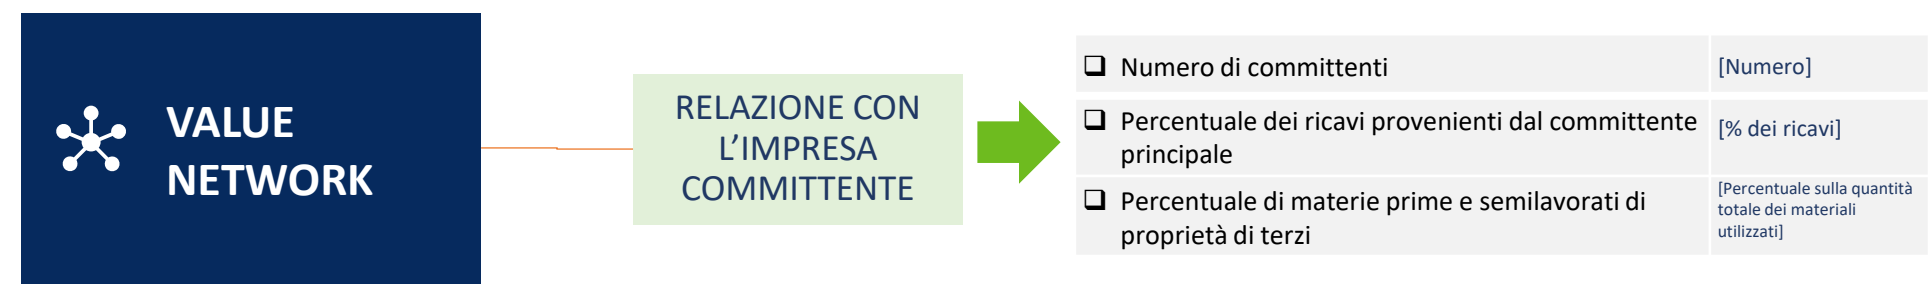 VALUE
NETWORK
RELAZIONE CON
L’IMPRESA
COMMITTENTE
Numero di committenti
[Numero]
Percentuale dei ricavi provenienti dal committente
principale
[% dei ricavi]
Percentuale di materie prime e semilavorati di
proprietà di terzi
[Percentuale sulla quantità
totale dei materiali
utilizzati]